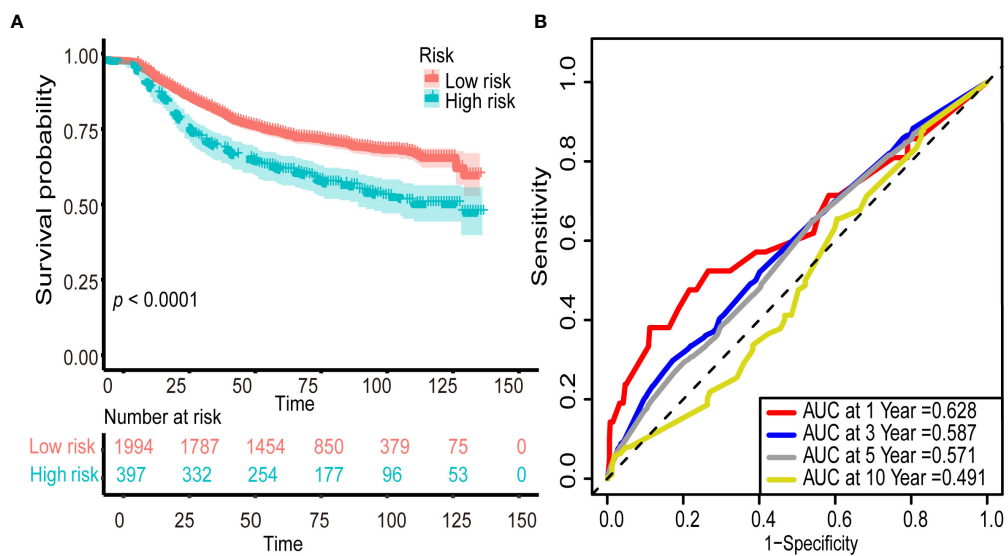 A
Survival probability
1.00
0.75
0.50
0.25
0.00
Risk
Low risk
High risk
p < 0.0001
0 25 50 75 100 125 150
Time
Number at risk
Low risk 1994 1787 1454 850 379 75 0
High risk 397 332 254 177 96 53 0
0 25 50 75 100 125 150
Time
B
Sensitivity
1.0
0.8
0.6
0.4
0.2
0.0
AUC at 1 Year =0.628
AUC at 3 Year =0.587
AUC at 5 Year =0.571
AUC at 10 Year =0.491
0.0 0.2 0.4 0.6 0.8 1.0
1-Specificity